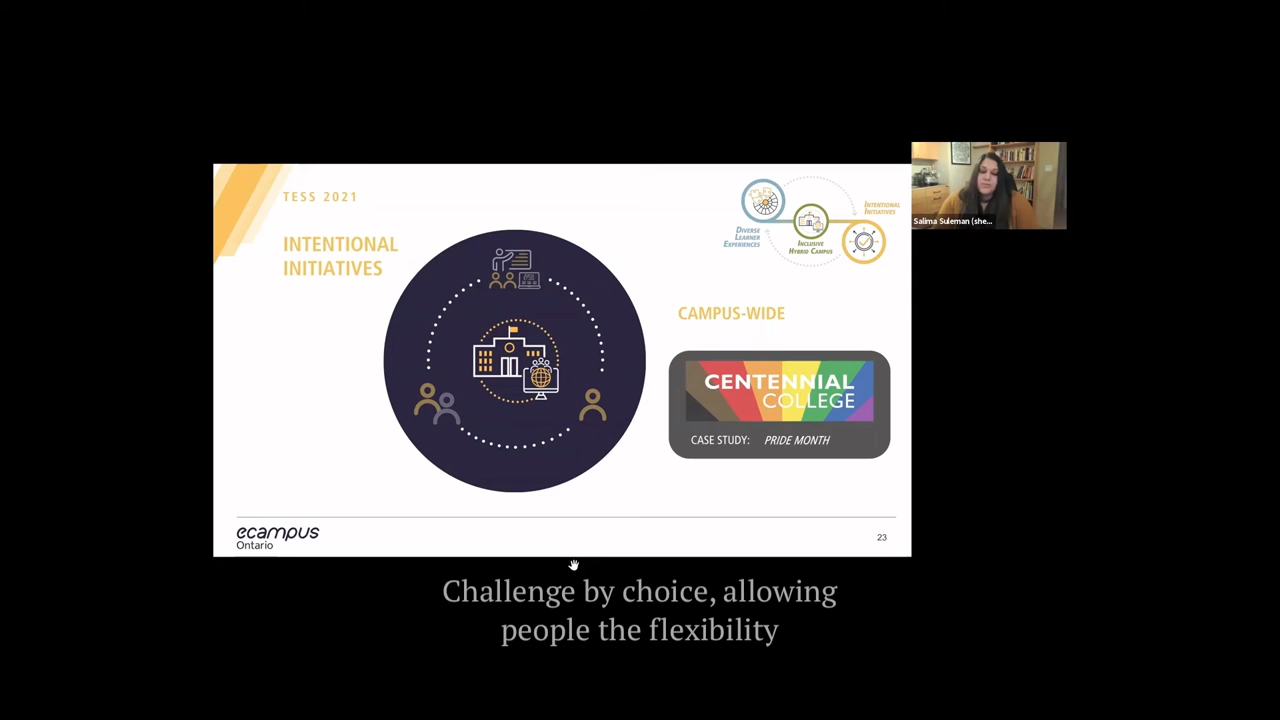 TESS 2021
INTENTIONAL
INITIATIVES
DIVERSE
LEARNER
EXPERIENCES
INCLUSIVE
HYBRID CAMPUS
INTENTIONAL
INITIATIVES
Salima Suleman (she...
CAMPUS-WIDE
CENTENNIAL
COLLEGE
CASE STUDY: PRIDE MONTH
ecampus
Ontario
23
Challenge by choice, allowing
people the flexibility